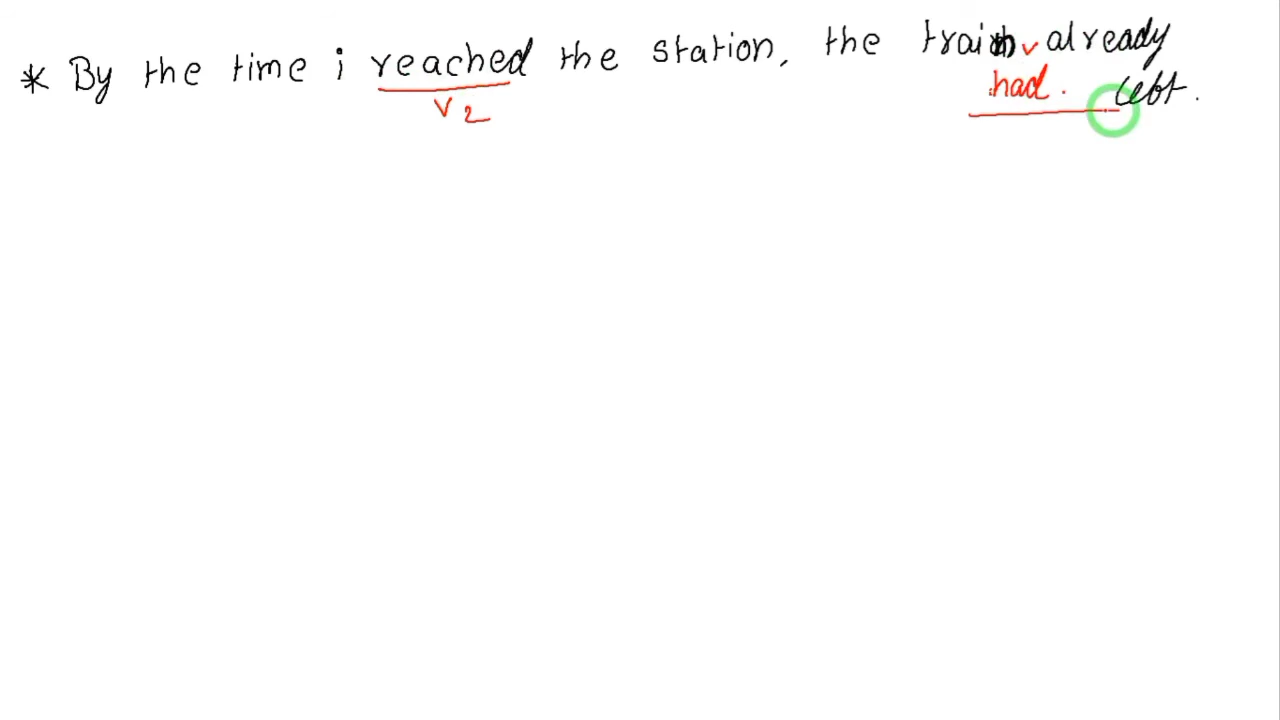 * By the time i reached the station, the train ✓ already
V2 had . left .